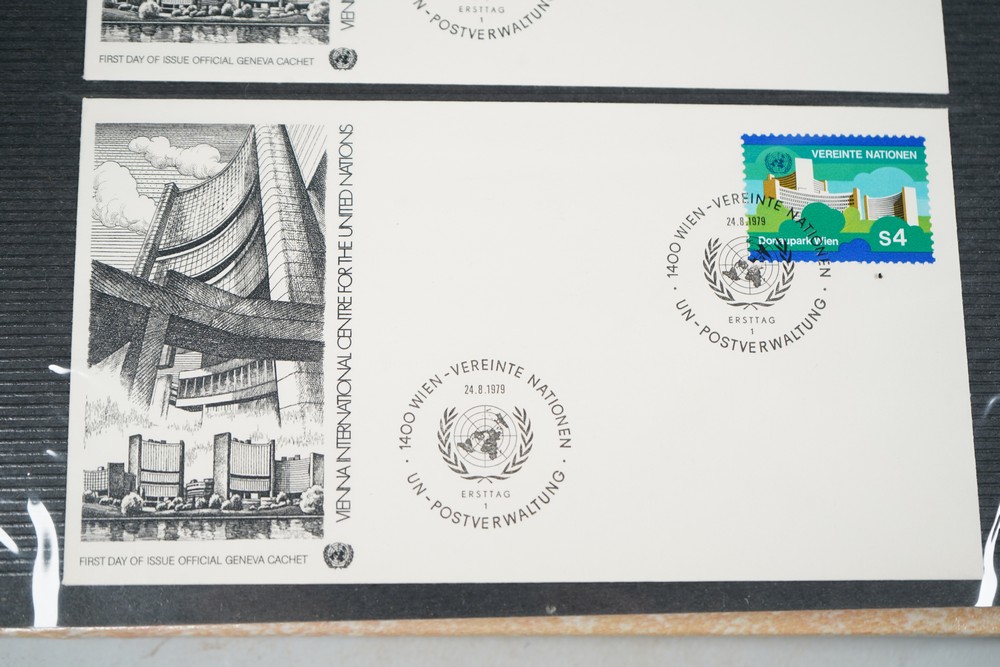 ERSTTAG
1
UN-POSTVERWALTUNG
FIRST DAY OF ISSUE OFFICIAL GENEVA CACHET
VIENNA INTERNATIONAL CENTRE FOR THE UNITED NATIONS
VEREINTE NATIONEN
Donaupark Wien
S4
· 1400 WIEN-VEREINTE NATIONEN ·
24.8.1979
ERSTTAG
1
UN-POSTVERWALTUNG
· 1400 WIEN-VEREINTE NATIONEN ·
24.8.1979
ERSTTAG
1
UN-POSTVERWALTUNG
FIRST DAY OF ISSUE OFFICIAL GENEVA CACHET